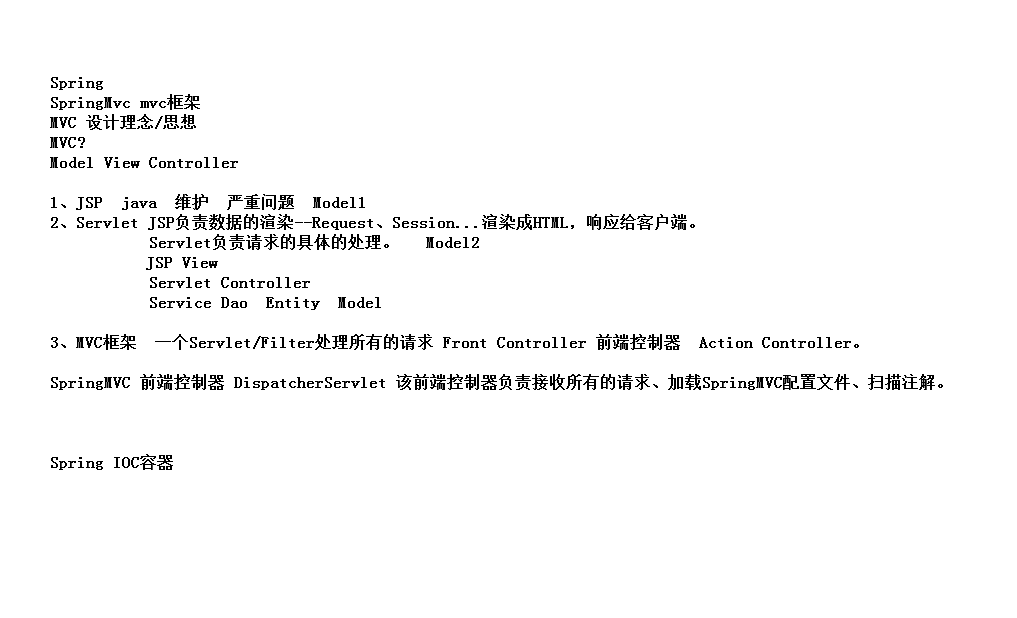 Spring
SpringMvc mvc框架
MVC 设计理念/思想
MVC?
Model View Controller
1、JSP java 维护 严重问题 Model1
2、Servlet JSP负责数据的渲染--Request、Session...渲染成HTML，响应给客户端。
Servlet负责请求的具体的处理。 Model2
JSP View
Servlet Controller
Service Dao Entity Model
3、MVC框架 一个Servlet/Filter处理所有的请求 Front Controller 前端控制器 Action Controller。
SpringMVC 前端控制器 DispatcherServlet 该前端控制器负责接收所有的请求、加载SpringMVC配置文件、扫描注解。
Spring IOC容器